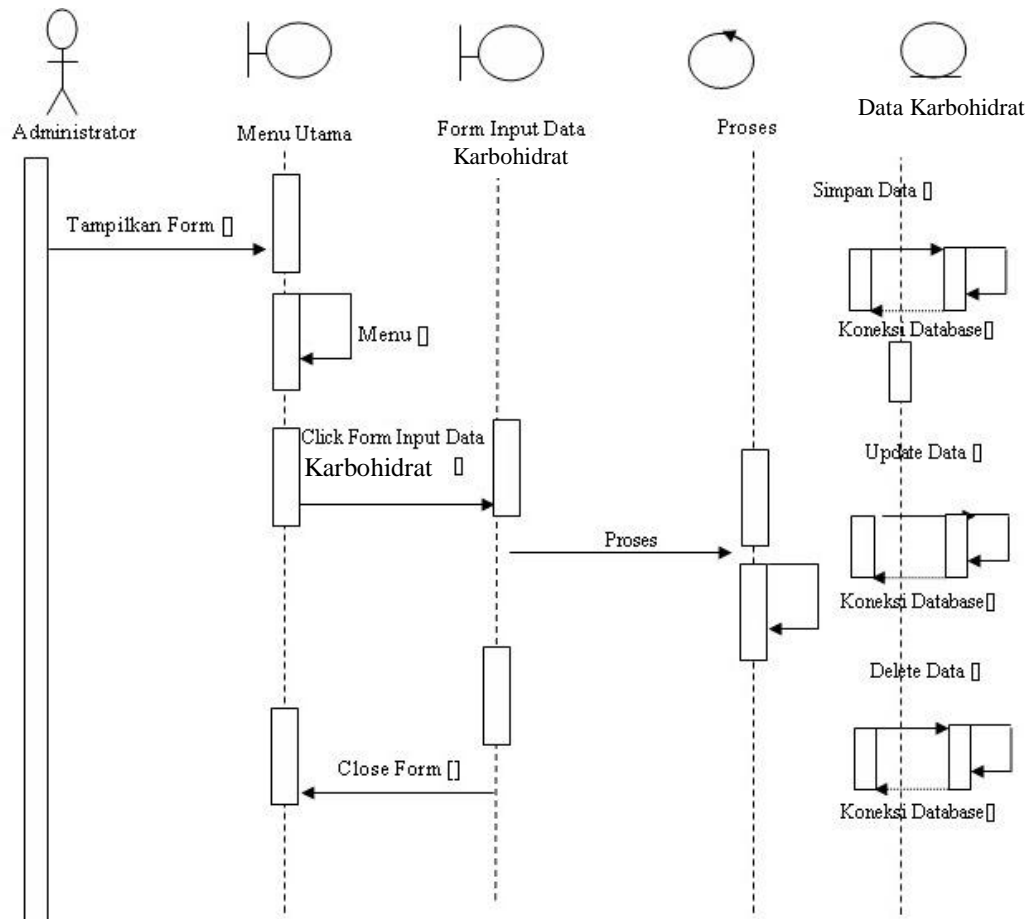 Administrator
Menu Utama
Form Input Data
Karbohidrat
Proses
Data Karbohidrat
Simpan Data []
Tampilkan Form []
Koneksi Database[]
Menu []
Click Form Input Data
Karbohidrat []
Update Data []
Proses
Koneksi Database[]
Delete Data []
Close Form []
Koneksi Database[]